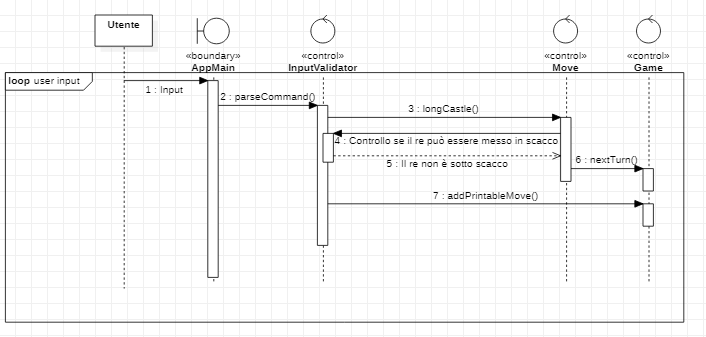 Utente
«boundary»
AppMain
«control»
InputValidator
«control»
Move
«control»
Game
loop user input
1 : Input
2 : parseCommand()
3 : longCastle()
4 : Controllo se il re può essere messo in scacco
5 : Il re non è sotto scacco
6 : nextTurn()
7 : addPrintableMove()